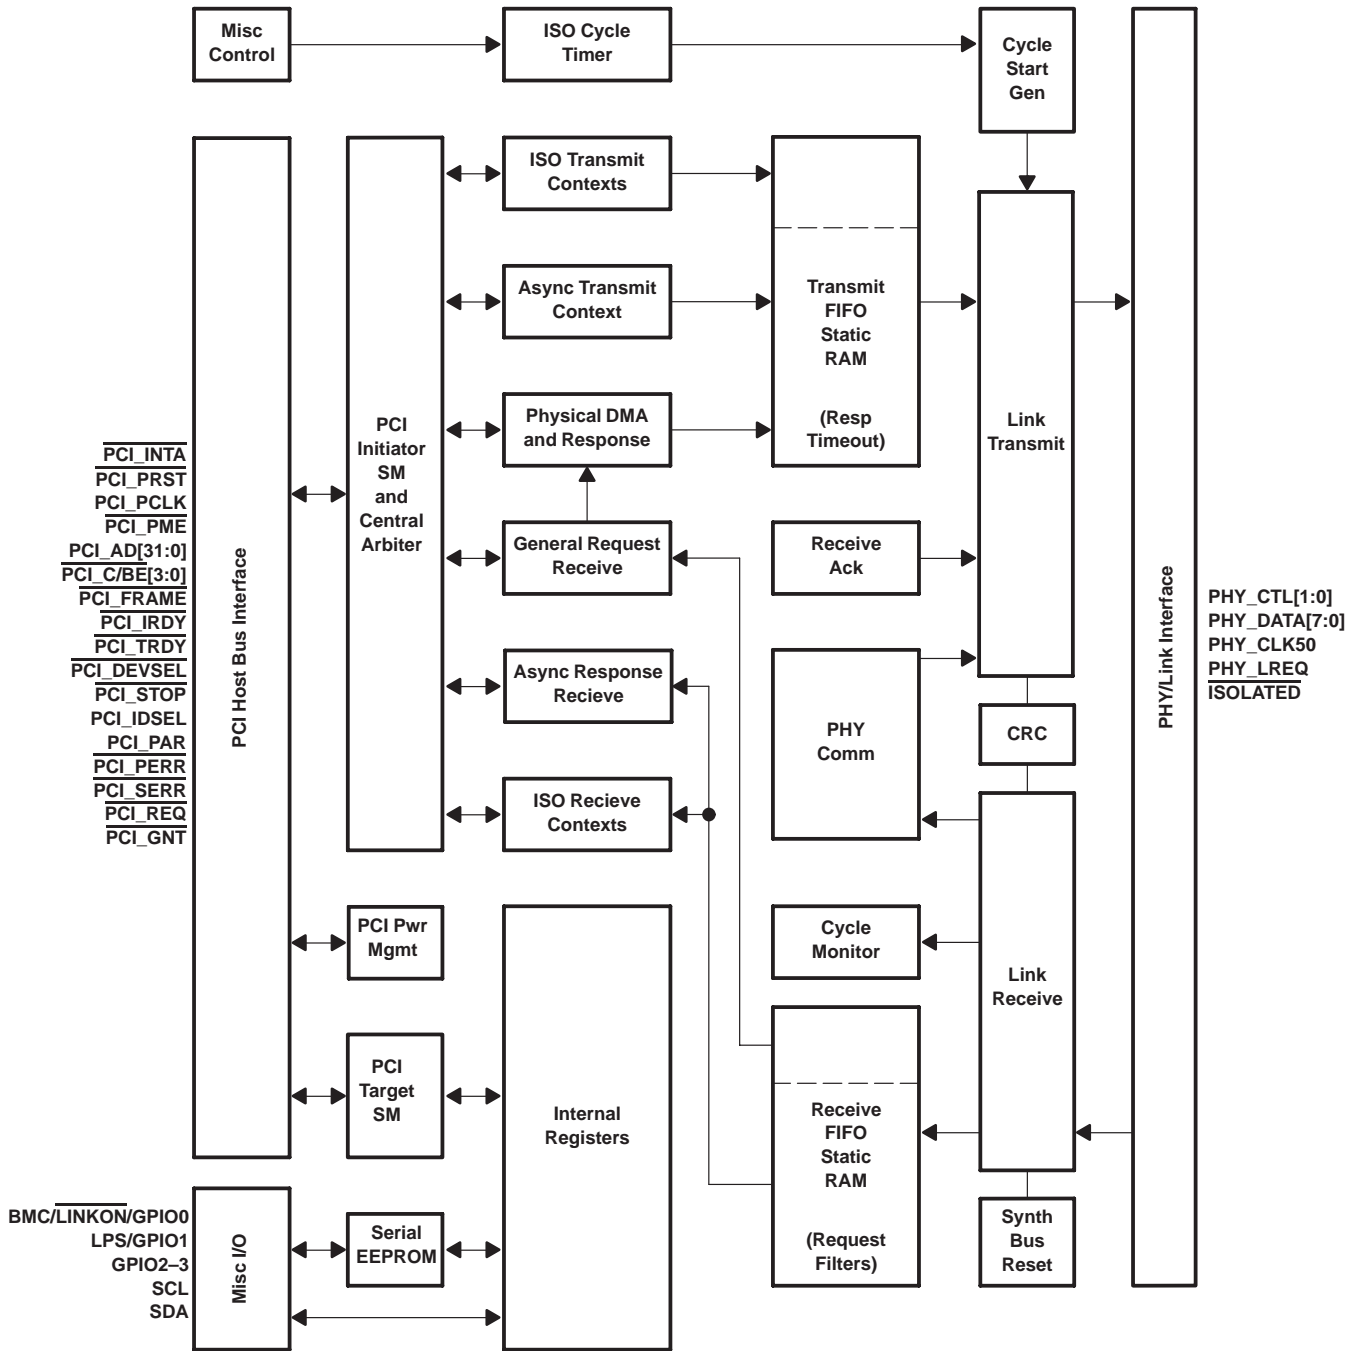 Misc
Control
ISO Cycle
Timer
Cycle
Start
Gen
PCI_INTA
PCI_PRST
PCI_PCLK
PCI_PME
PCI_AD[31:0]
PCI_C/BE[3:0]
PCI_FRAME
PCI_IRDY
PCI_TRDY
PCI_DEVSEL
PCI_STOP
PCI_IDSEL
PCI_PAR
PCI_PERR
PCI_SERR
PCI_REQ
PCI_GNT
PCI Host Bus Interface
PCI
Initiator
SM
and
Central
Arbiter
ISO Transmit
Contexts
Async Transmit
Context
Physical DMA
and Response
General Request
Receive
Async Response
Recieve
ISO Recieve
Contexts
Transmit
FIFO
Static
RAM
(Resp
Timeout)
Receive
Ack
PHY
Comm
Cycle
Monitor
Receive
FIFO
Static
RAM
(Request
Filters)
Link
Transmit
CRC
Link
Receive
Synth
Bus
Reset
PHY/Link Interface
PHY_CTL[1:0]
PHY_DATA[7:0]
PHY_CLK50
PHY_LREQ
ISOLATED
PCI Pwr
Mgmt
PCI
Target
SM
Internal
Registers
Serial
EEPROM
BMC/LINKON/GPIO0
LPS/GPIO1
GPIO2–3
SCL
SDA
Misc I/O